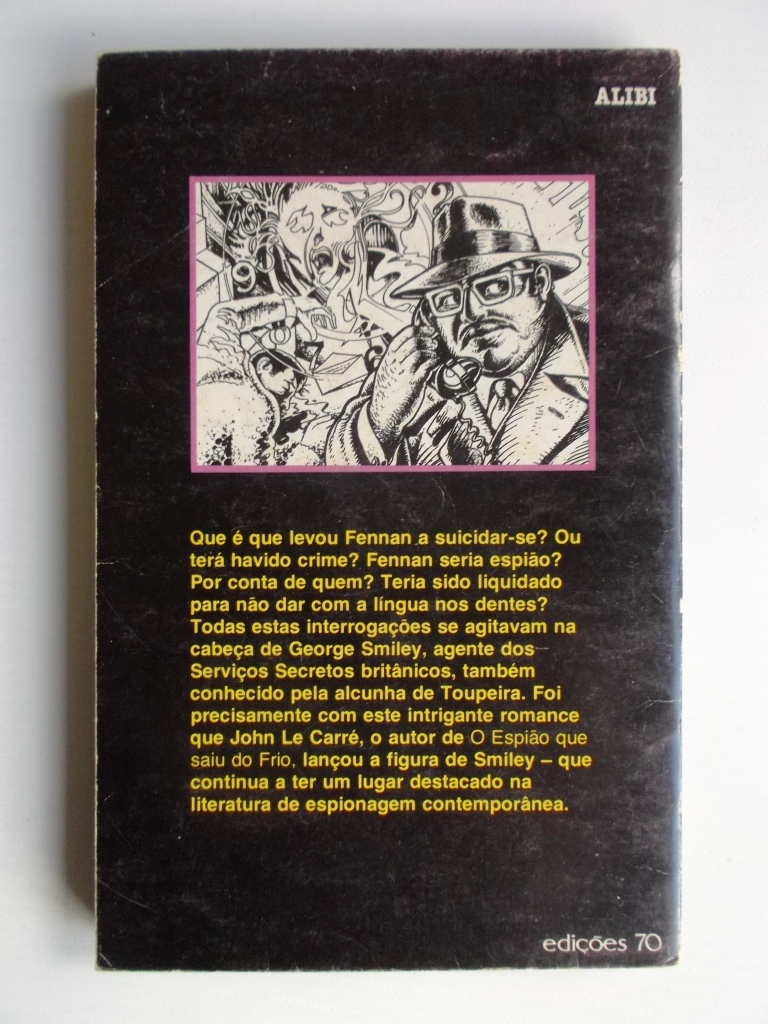 ALIBI
Que é que levou Fennan a suicidar-se? Ou
terá havido crime? Fennan seria espião?
Por conta de quem? Teria sido liquidado
para não dar com a língua nos dentes?
Todas estas interrogações se agitavam na
cabeça de George Smiley, agente dos
Serviços Secretos britânicos, também
conhecido pela alcunha de Toupeira. Foi
precisamente com este intrigante romance
que John Le Carré, o autor de O Espião que
saiu do Frio, lançou a figura de Smiley – que
continua a ter um lugar destacado na
literatura de espionagem contemporânea.
edições 70